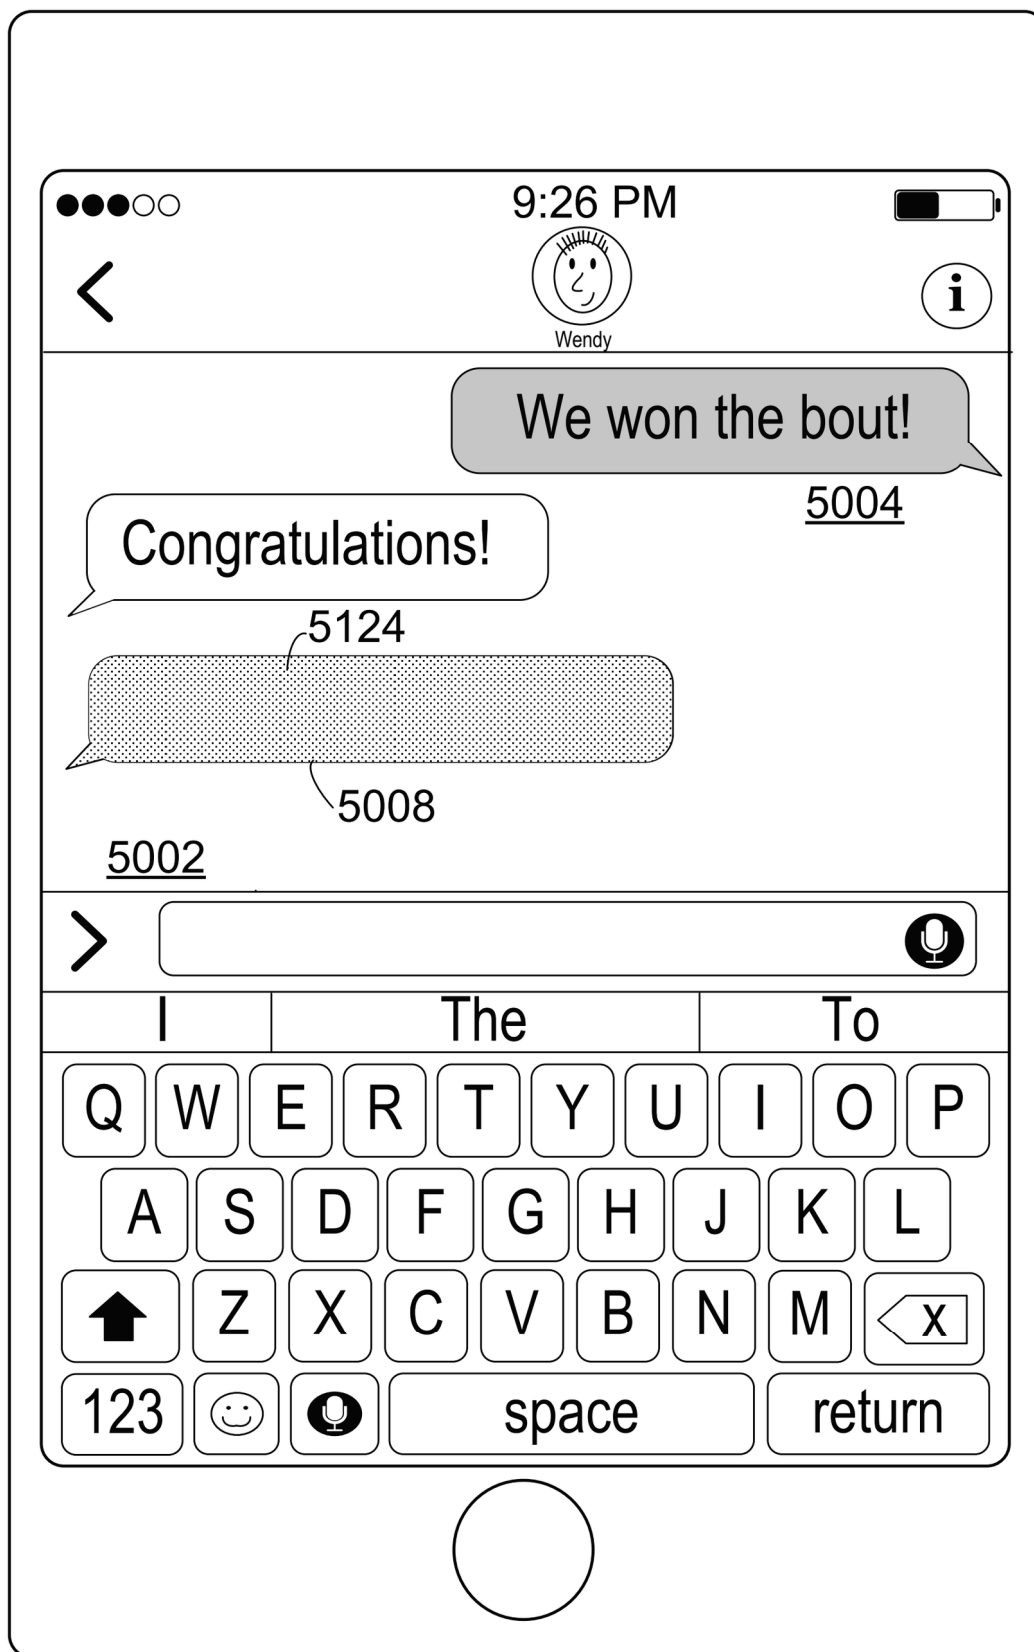 9:26 PM
i
Wendy
We won the bout!
5004
Congratulations!
5124
5008
5002
I The To
Q W E R T Y U I O P
A S D F G H J K L
Z X C V B N M X
123 space return